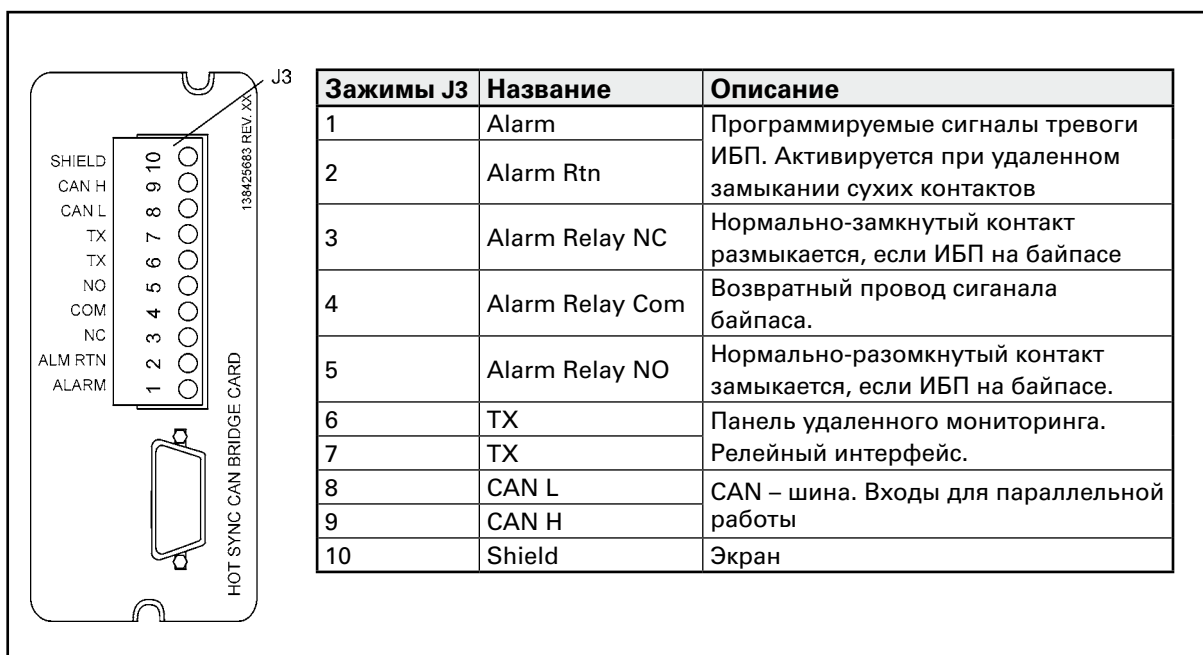 J3
138425683 REV. XX
SHIELD 10
CAN H 9
CAN L 8
TX 7
TX 6
NO 5
COM 4
NC 3
ALM RTN 2
ALARM 1
HOT SYNC CAN BRIDGE CARD
Зажимы J3 Название Описание
1 Alarm Программируемые сигналы тревоги
ИБП. Активируется при удаленном
2 Alarm Rtn
замыкании сухих контактов
3 Alarm Relay NC Нормально-замкнутый контакт
размыкается, если ИБП на байпасе
4 Alarm Relay Com Возвратный провод сиганала
байпаса.
5 Alarm Relay NO Нормально-разомкнутый контакт
замыкается, если ИБП на байпасе.
6 TX Панель удаленного мониторинга.
7 TX Релейный интерфейс.
8 CAN L CAN – шина. Входы для параллельной
9 CAN H работы
10 Shield Экран